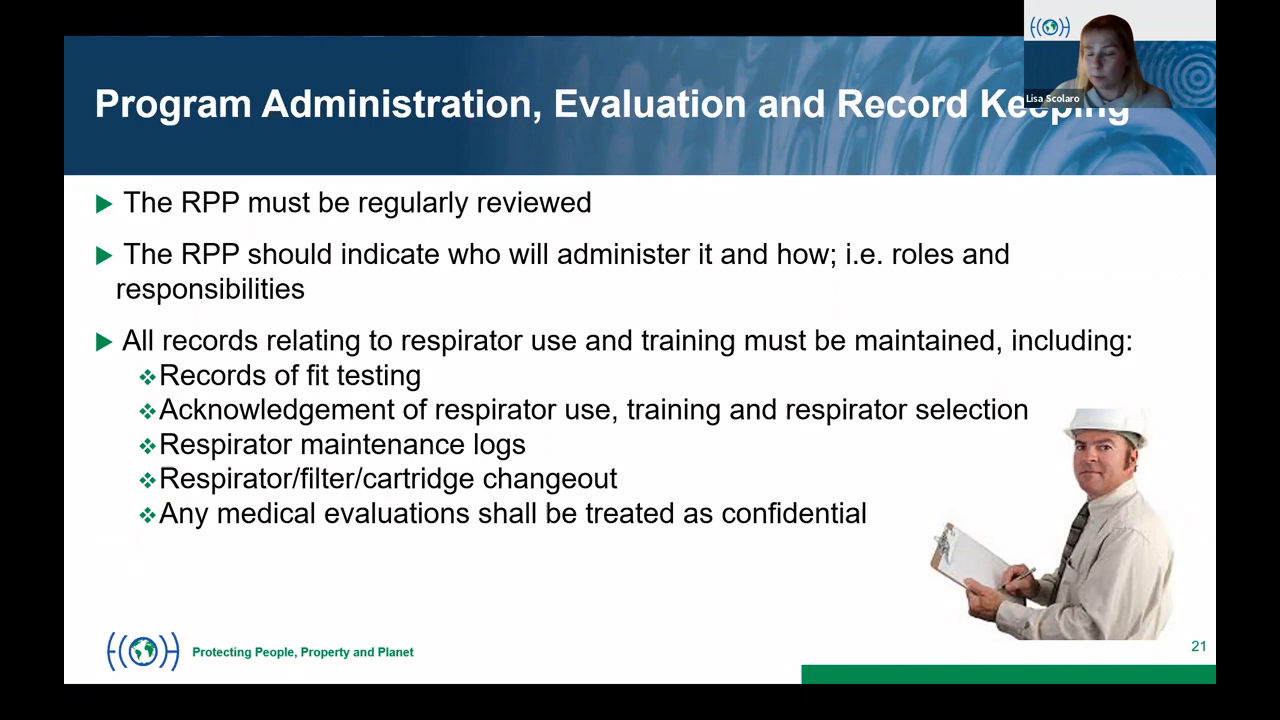 Program Administration, Evaluation and Record Keeping
Lisa Scolaro
The RPP must be regularly reviewed
The RPP should indicate who will administer it and how; i.e. roles and
responsibilities
All records relating to respirator use and training must be maintained, including:
Records of fit testing
Acknowledgement of respirator use, training and respirator selection
Respirator maintenance logs
Respirator/filter/cartridge changeout
Any medical evaluations shall be treated as confidential
Protecting People, Property and Planet
21